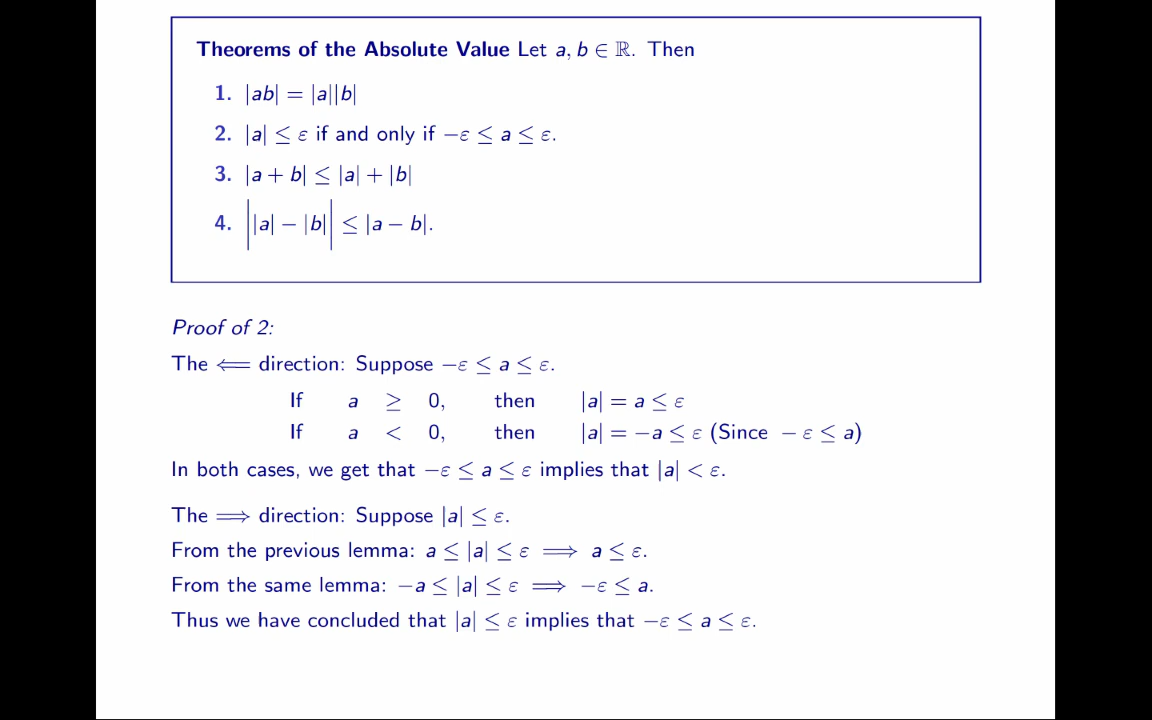 Theorems of the Absolute Value Let a, b ∈ ℝ. Then
1. |ab| = |a||b|
2. |a| ≤ ε if and only if −ε ≤ a ≤ ε.
3. |a + b| ≤ |a| + |b|
4. ||a| − |b|| ≤ |a − b|.
Proof of 2:
The ⟸ direction: Suppose −ε ≤ a ≤ ε.
If a ≥ 0, then |a| = a ≤ ε
If a < 0, then |a| = −a ≤ ε (Since − ε ≤ a)
In both cases, we get that −ε ≤ a ≤ ε implies that |a| < ε.
The ⟹ direction: Suppose |a| ≤ ε.
From the previous lemma: a ≤ |a| ≤ ε ⟹ a ≤ ε.
From the same lemma: −a ≤ |a| ≤ ε ⟹ −ε ≤ a.
Thus we have concluded that |a| ≤ ε implies that −ε ≤ a ≤ ε.